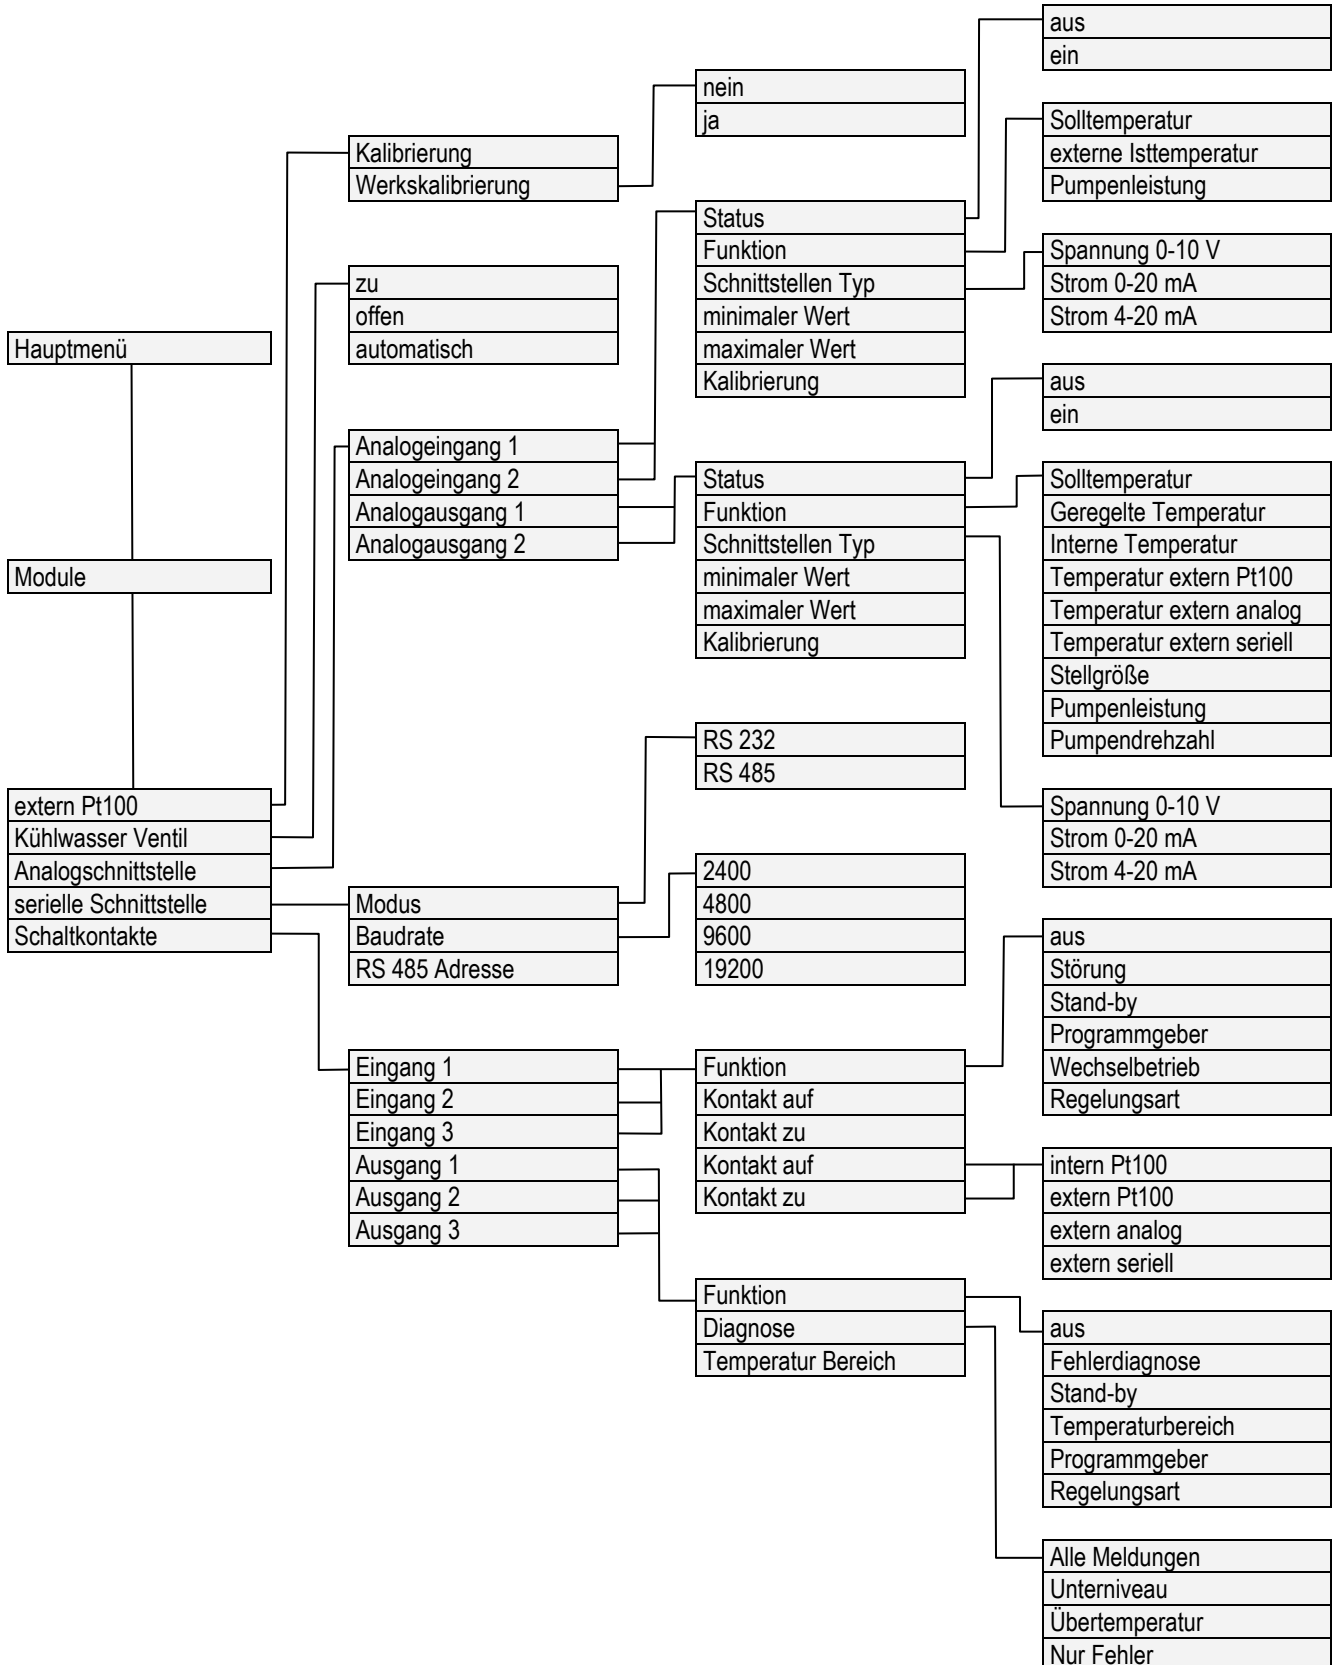 Hauptmenü
Module
extern Pt100
Kühlwasser Ventil
Analogschnittstelle
serielle Schnittstelle
Schaltkontakte
Kalibrierung
Werkskalibrierung
zu
offen
automatisch
Analogeingang 1
Analogeingang 2
Analogausgang 1
Analogausgang 2
Modus
Baudrate
RS 485 Adresse
Eingang 1
Eingang 2
Eingang 3
Ausgang 1
Ausgang 2
Ausgang 3
nein
ja
Status
Funktion
Schnittstellen Typ
minimaler Wert
maximaler Wert
Kalibrierung
Status
Funktion
Schnittstellen Typ
minimaler Wert
maximaler Wert
Kalibrierung
RS 232
RS 485
2400
4800
9600
19200
Funktion
Kontakt auf
Kontakt zu
Kontakt auf
Kontakt zu
Funktion
Diagnose
Temperatur Bereich
aus
ein
Solltemperatur
externe Isttemperatur
Pumpenleistung
Spannung 0-10 V
Strom 0-20 mA
Strom 4-20 mA
aus
ein
Solltemperatur
Geregelte Temperatur
Interne Temperatur
Temperatur extern Pt100
Temperatur extern analog
Temperatur extern seriell
Stellgröße
Pumpenleistung
Pumpendrehzahl
Spannung 0-10 V
Strom 0-20 mA
Strom 4-20 mA
aus
Störung
Stand-by
Programmgeber
Wechselbetrieb
Regelungsart
intern Pt100
extern Pt100
extern analog
extern seriell
aus
Fehlerdiagnose
Stand-by
Temperaturbereich
Programmgeber
Regelungsart
Alle Meldungen
Unterniveau
Übertemperatur
Nur Fehler